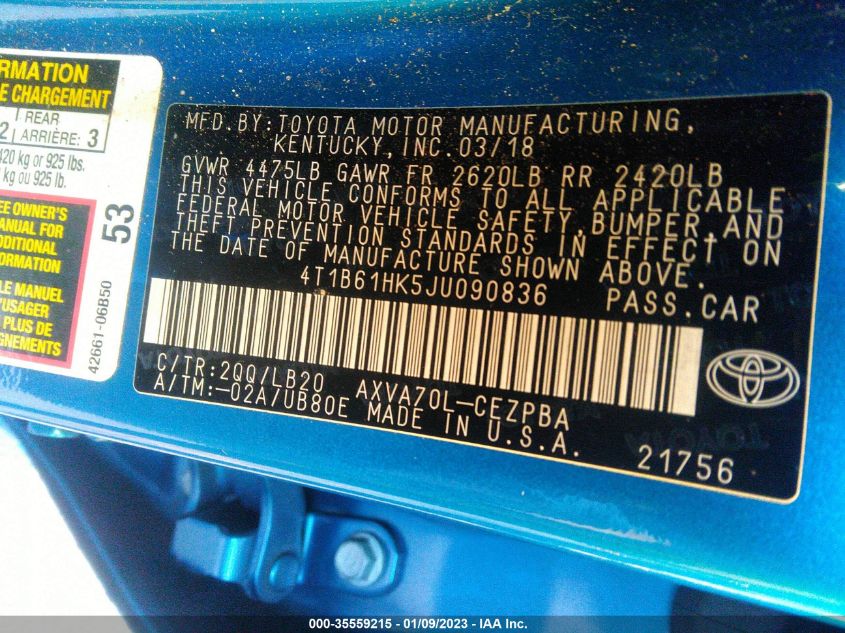 RMATION
E CHARGEMENT
REAR
2 ARRIÈRE: 3
420 kg or 925 lbs.
kg ou 925 lb.
EE OWNER'S
MANUAL FOR
ADDITIONAL
FORMATION
LE MANUEL
'USAGER
PLUS DE
GNEMENTS
53
42661-06B50
MFD.BY:TOYOTA MOTOR MANUFACTURING,
KENTUCKY,INC.03/18
GVWR 4475LB GAWR FR 2620LB RR 2420LB
THIS VEHICLE CONFORMS TO ALL APPLICABLE
FEDERAL MOTOR VEHICLE SAFETY,BUMPER,AND
THEFT PREVENTION STANDARDS IN EFFECT ON
THE DATE OF MANUFACTURE SHOWN ABOVE.
4T1B61HK5JU090836 PASS.CAR
C/TR:2QQ/LB20 AXVA70L-CEZPBA
A/TM:-02A/UB80E MADE IN U.S.A.
21756
000-35559215 - 01/09/2023 - IAA Inc.